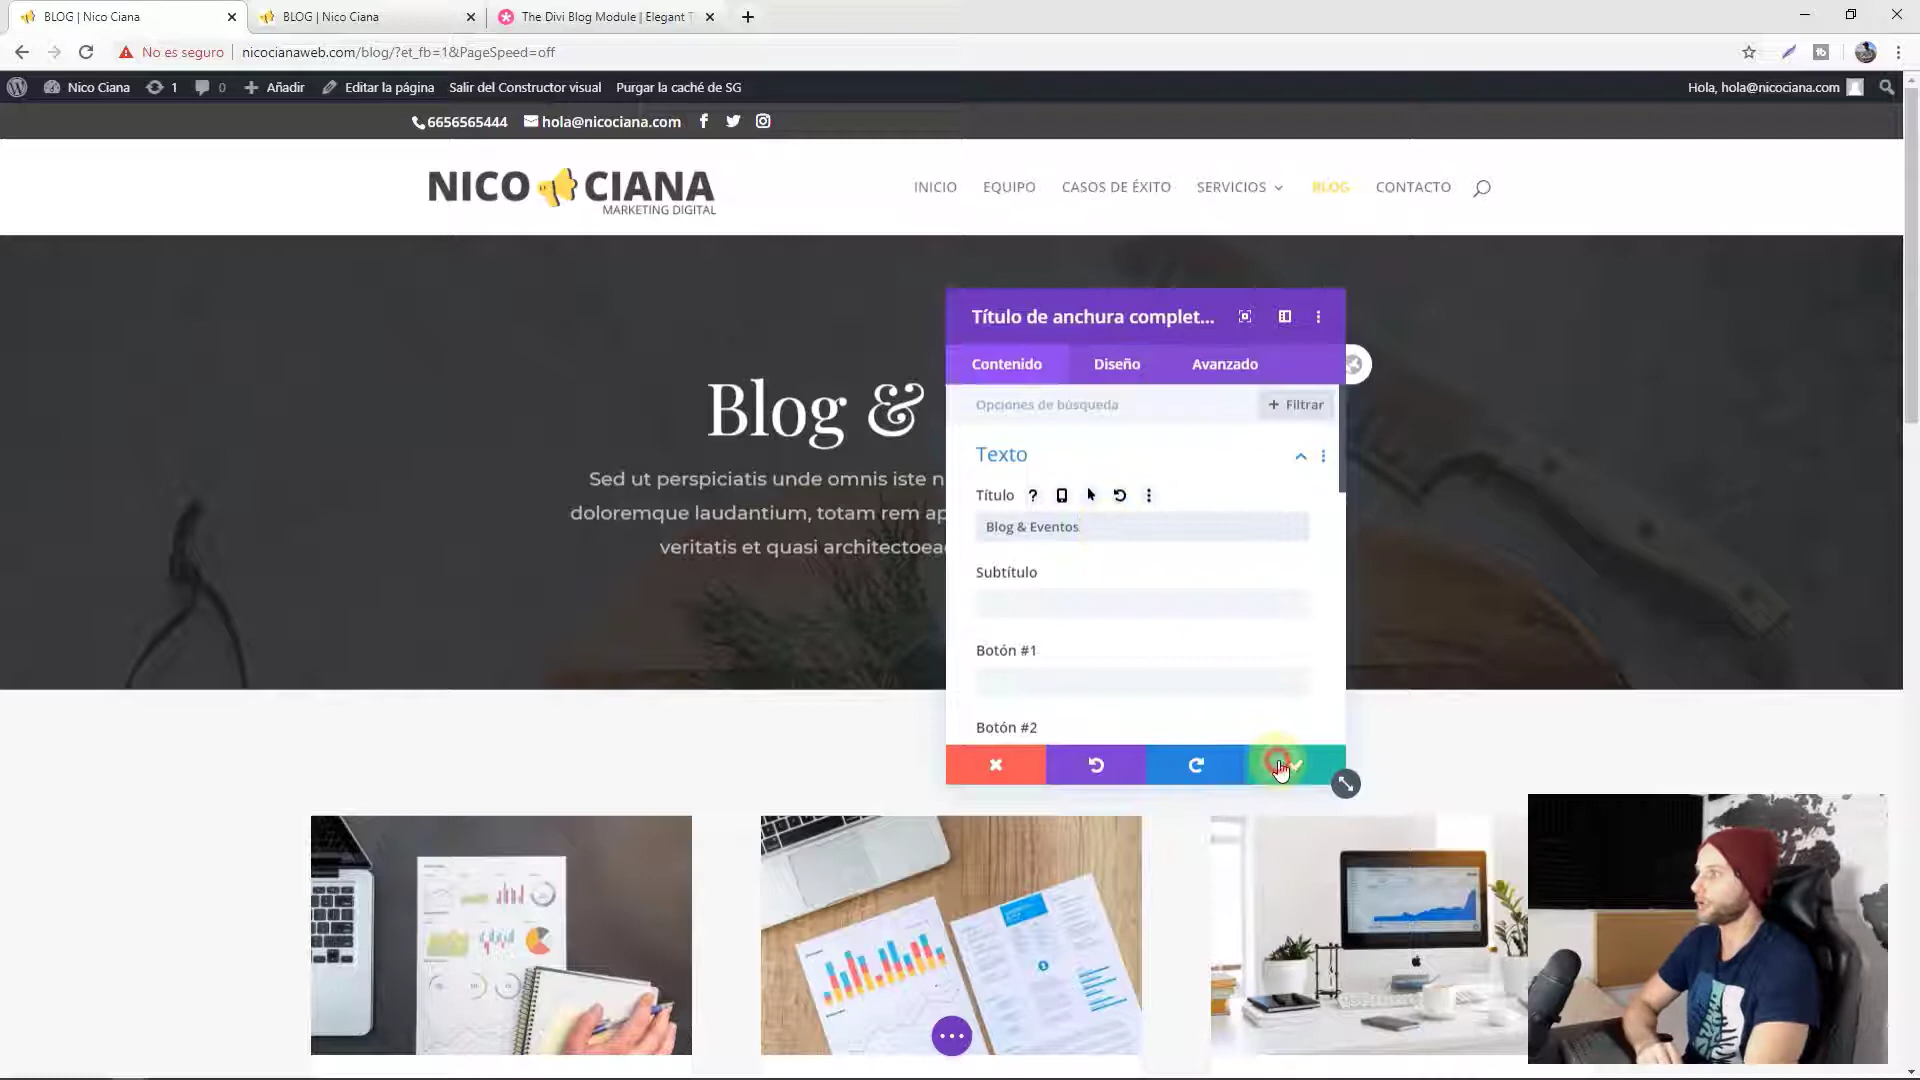 BLOG | Nico Ciana
BLOG | Nico Ciana
The Divi Blog Module | Elegant T
No es seguro
nicocianaweb.com/blog/?et_fb=1&PageSpeed=off
Nico Ciana
1
0
Añadir
Editar la página
Salir del Constructor visual
Purgar la caché de SG
Hola, hola@nicociana.com
6656565444
hola@nicociana.com
NICO CIANA
MARKETING DIGITAL
INICIO
EQUIPO
CASOS DE ÉXITO
SERVICIOS
BLOG
CONTACTO
Blog &
Sed ut perspiciatis unde omnis iste n
doloremque laudantium, totam rem ap
veritatis et quasi architectoea
Título de anchura complet...
Contenido
Diseño
Avanzado
Opciones de búsqueda
+ Filtrar
Texto
Título
Blog & Eventos
Subtítulo
Botón #1
Botón #2